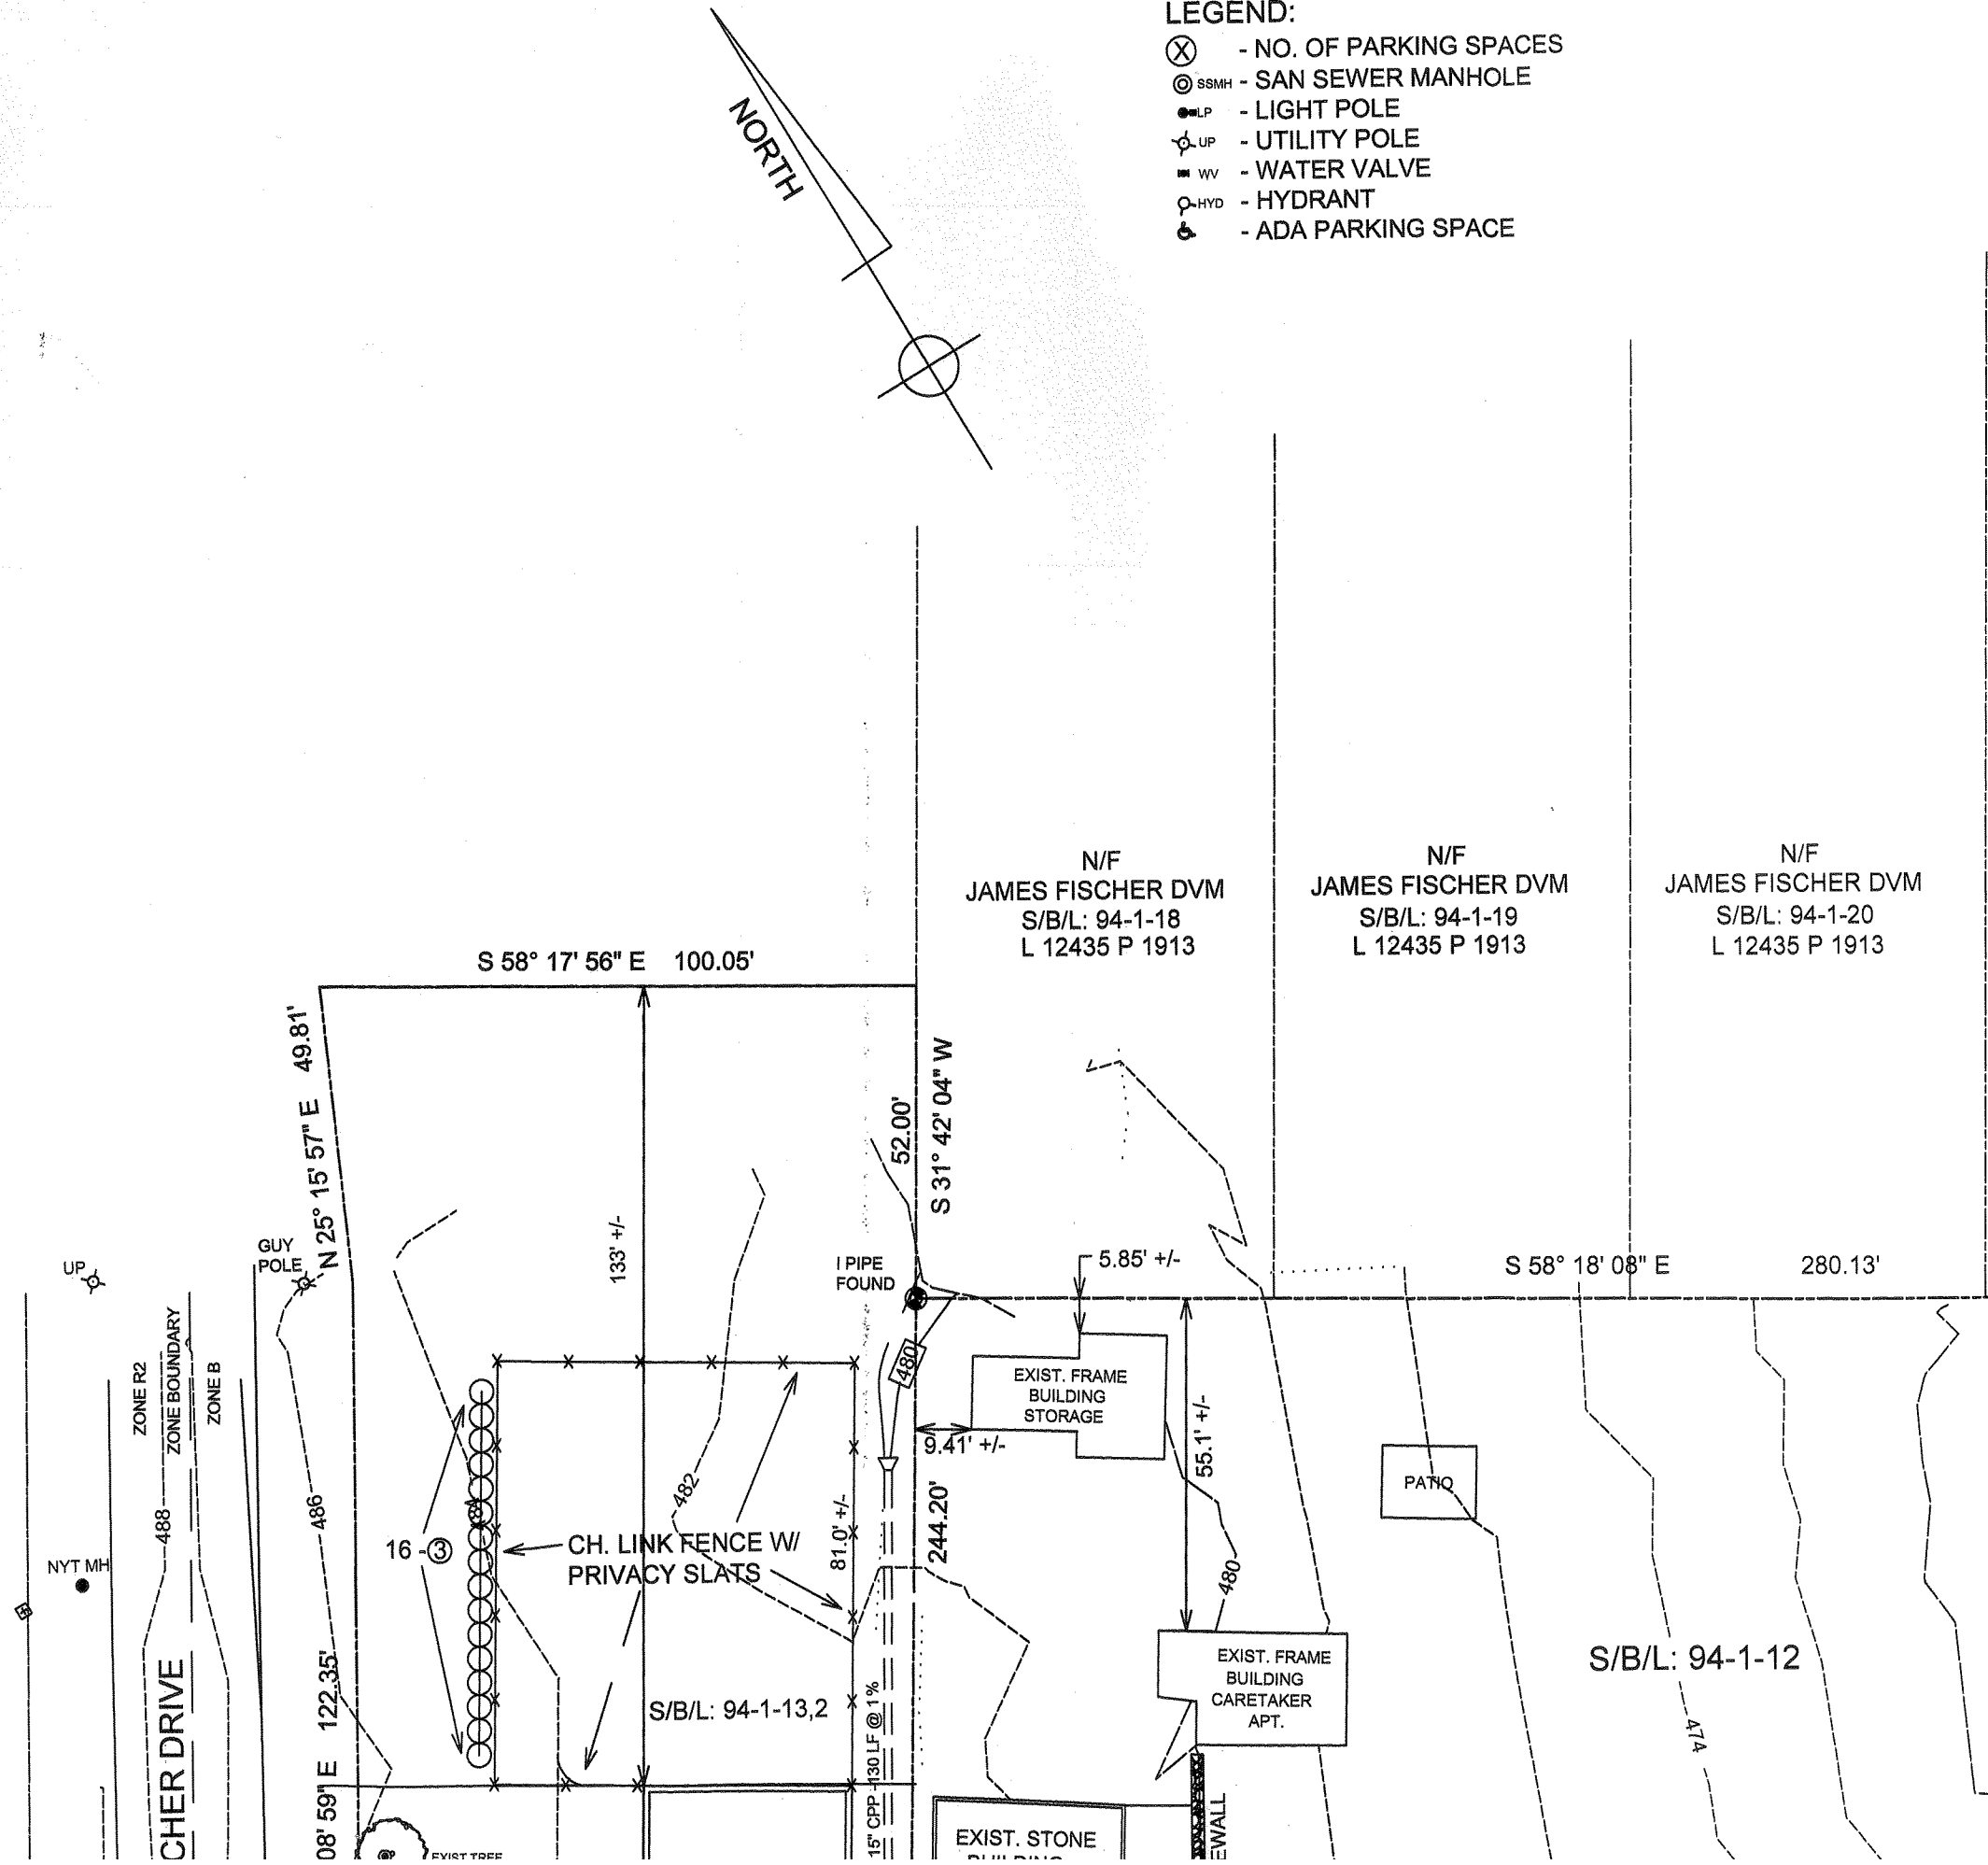 LEGEND:
X - NO. OF PARKING SPACES
SSMH - SAN SEWER MANHOLE
LP - LIGHT POLE
UP - UTILITY POLE
WV - WATER VALVE
HYD - HYDRANT
- ADA PARKING SPACE
NORTH
N/F
JAMES FISCHER DVM
S/B/L: 94-1-18
L 12435 P 1913
N/F
JAMES FISCHER DVM
S/B/L: 94-1-19
L 12435 P 1913
N/F
JAMES FISCHER DVM
S/B/L: 94-1-20
L 12435 P 1913
S 58° 17' 56" E 100.05'
N 25° 15' 57" E 49.81'
52.00'
S 31° 42' 04" W
133' +/-
GUY
POLE
UP
I PIPE
FOUND
5.85' +/-
S 58° 18' 08" E 280.13'
ZONE R2
ZONE BOUNDARY
ZONE B
480
EXIST. FRAME
BUILDING
STORAGE
9.41' +/-
55.1' +/-
PATIO
488
486
482
81.0' +/-
244.20'
16 - 3
CH. LINK FENCE W/
PRIVACY SLATS
NYT MH
480
EXIST. FRAME
BUILDING
CARETAKER
APT.
S/B/L: 94-1-12
S/B/L: 94-1-13,2
474
CHER DRIVE
08' 59" E 122.35'
15" CPP -130 LF @ 1%
EXIST TREE
EXIST. STONE
BUILDING
EWALL